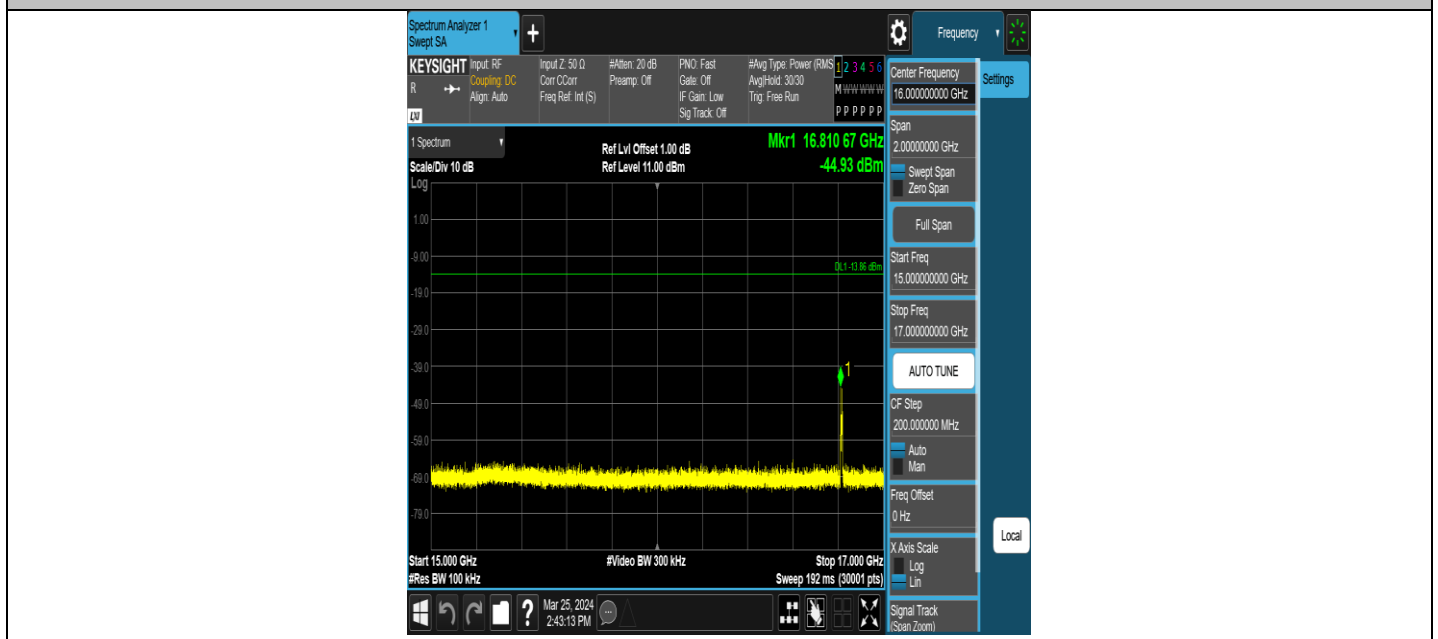 Spectrum Analyzer 1
Swept SA
+
Frequency
KEYSIGHT
R
LXI
Input: RF
Coupling: DC
Align: Auto
Input Z: 50 Ω
Corr CCorr
Freq Ref: Int (S)
#Atten: 20 dB
Preamp: Off
PNO: Fast
Gate: Off
IF Gain: Low
Sig Track: Off
#Avg Type: Power (RMS
Avg|Hold: 30/30
Trig: Free Run
1 2 3 4 5 6
M W W W W W
P P P P P P
1 Spectrum
Scale/Div 10 dB
Log
Ref Lvl Offset 1.00 dB
Ref Level 11.00 dBm
Mkr1 16.810 67 GHz
-44.93 dBm
1.00
-9.00
DL1 -13.86 dBm
-19.0
-29.0
-39.0
1
-49.0
-59.0
-69.0
-79.0
Start 15.000 GHz
#Res BW 100 kHz
#Video BW 300 kHz
Stop 17.000 GHz
Sweep 192 ms (30001 pts)
Center Frequency
16.000000000 GHz
Settings
Span
2.00000000 GHz
Swept Span
Zero Span
Full Span
Start Freq
15.000000000 GHz
Stop Freq
17.000000000 GHz
AUTO TUNE
CF Step
200.000000 MHz
Auto
Man
Freq Offset
0 Hz
X Axis Scale
Log
Lin
Local
Signal Track
(Span Zoom)
?
Mar 25, 2024
2:43:13 PM